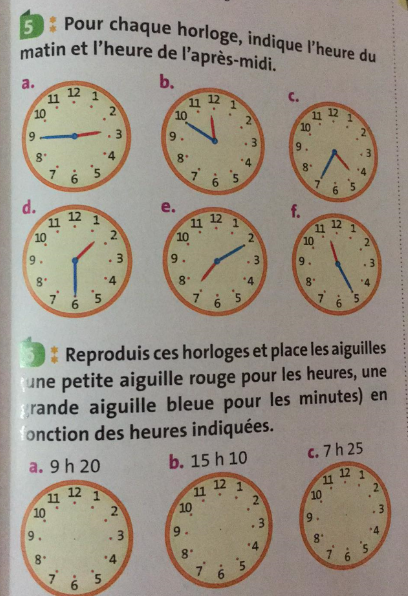 5 Pour chaque horloge, indique l'heure du
matin et l'heure de l'après-midi.
a. b. c.
11 12 1 10 2 9 3 8 4 7 6 5
11 12 1 10 2 9 3 8 4 7 6 5
11 12 1 10 2 9 3 8 4 7 6 5
d. e. f.
11 12 1 10 2 9 3 8 4 7 6 5
11 12 1 10 2 9 3 8 4 7 6 5
11 12 1 10 2 9 3 8 4 7 6 5
Reproduis ces horloges et place les aiguilles
(une petite aiguille rouge pour les heures, une
grande aiguille bleue pour les minutes) en
fonction des heures indiquées.
a. 9 h 20 b. 15 h 10 c. 7 h 25
11 12 1 10 2 9 3 8 4 7 6 5
11 12 1 10 2 9 3 8 4 7 6 5
11 12 1 10 2 9 3 8 4 7 6 5